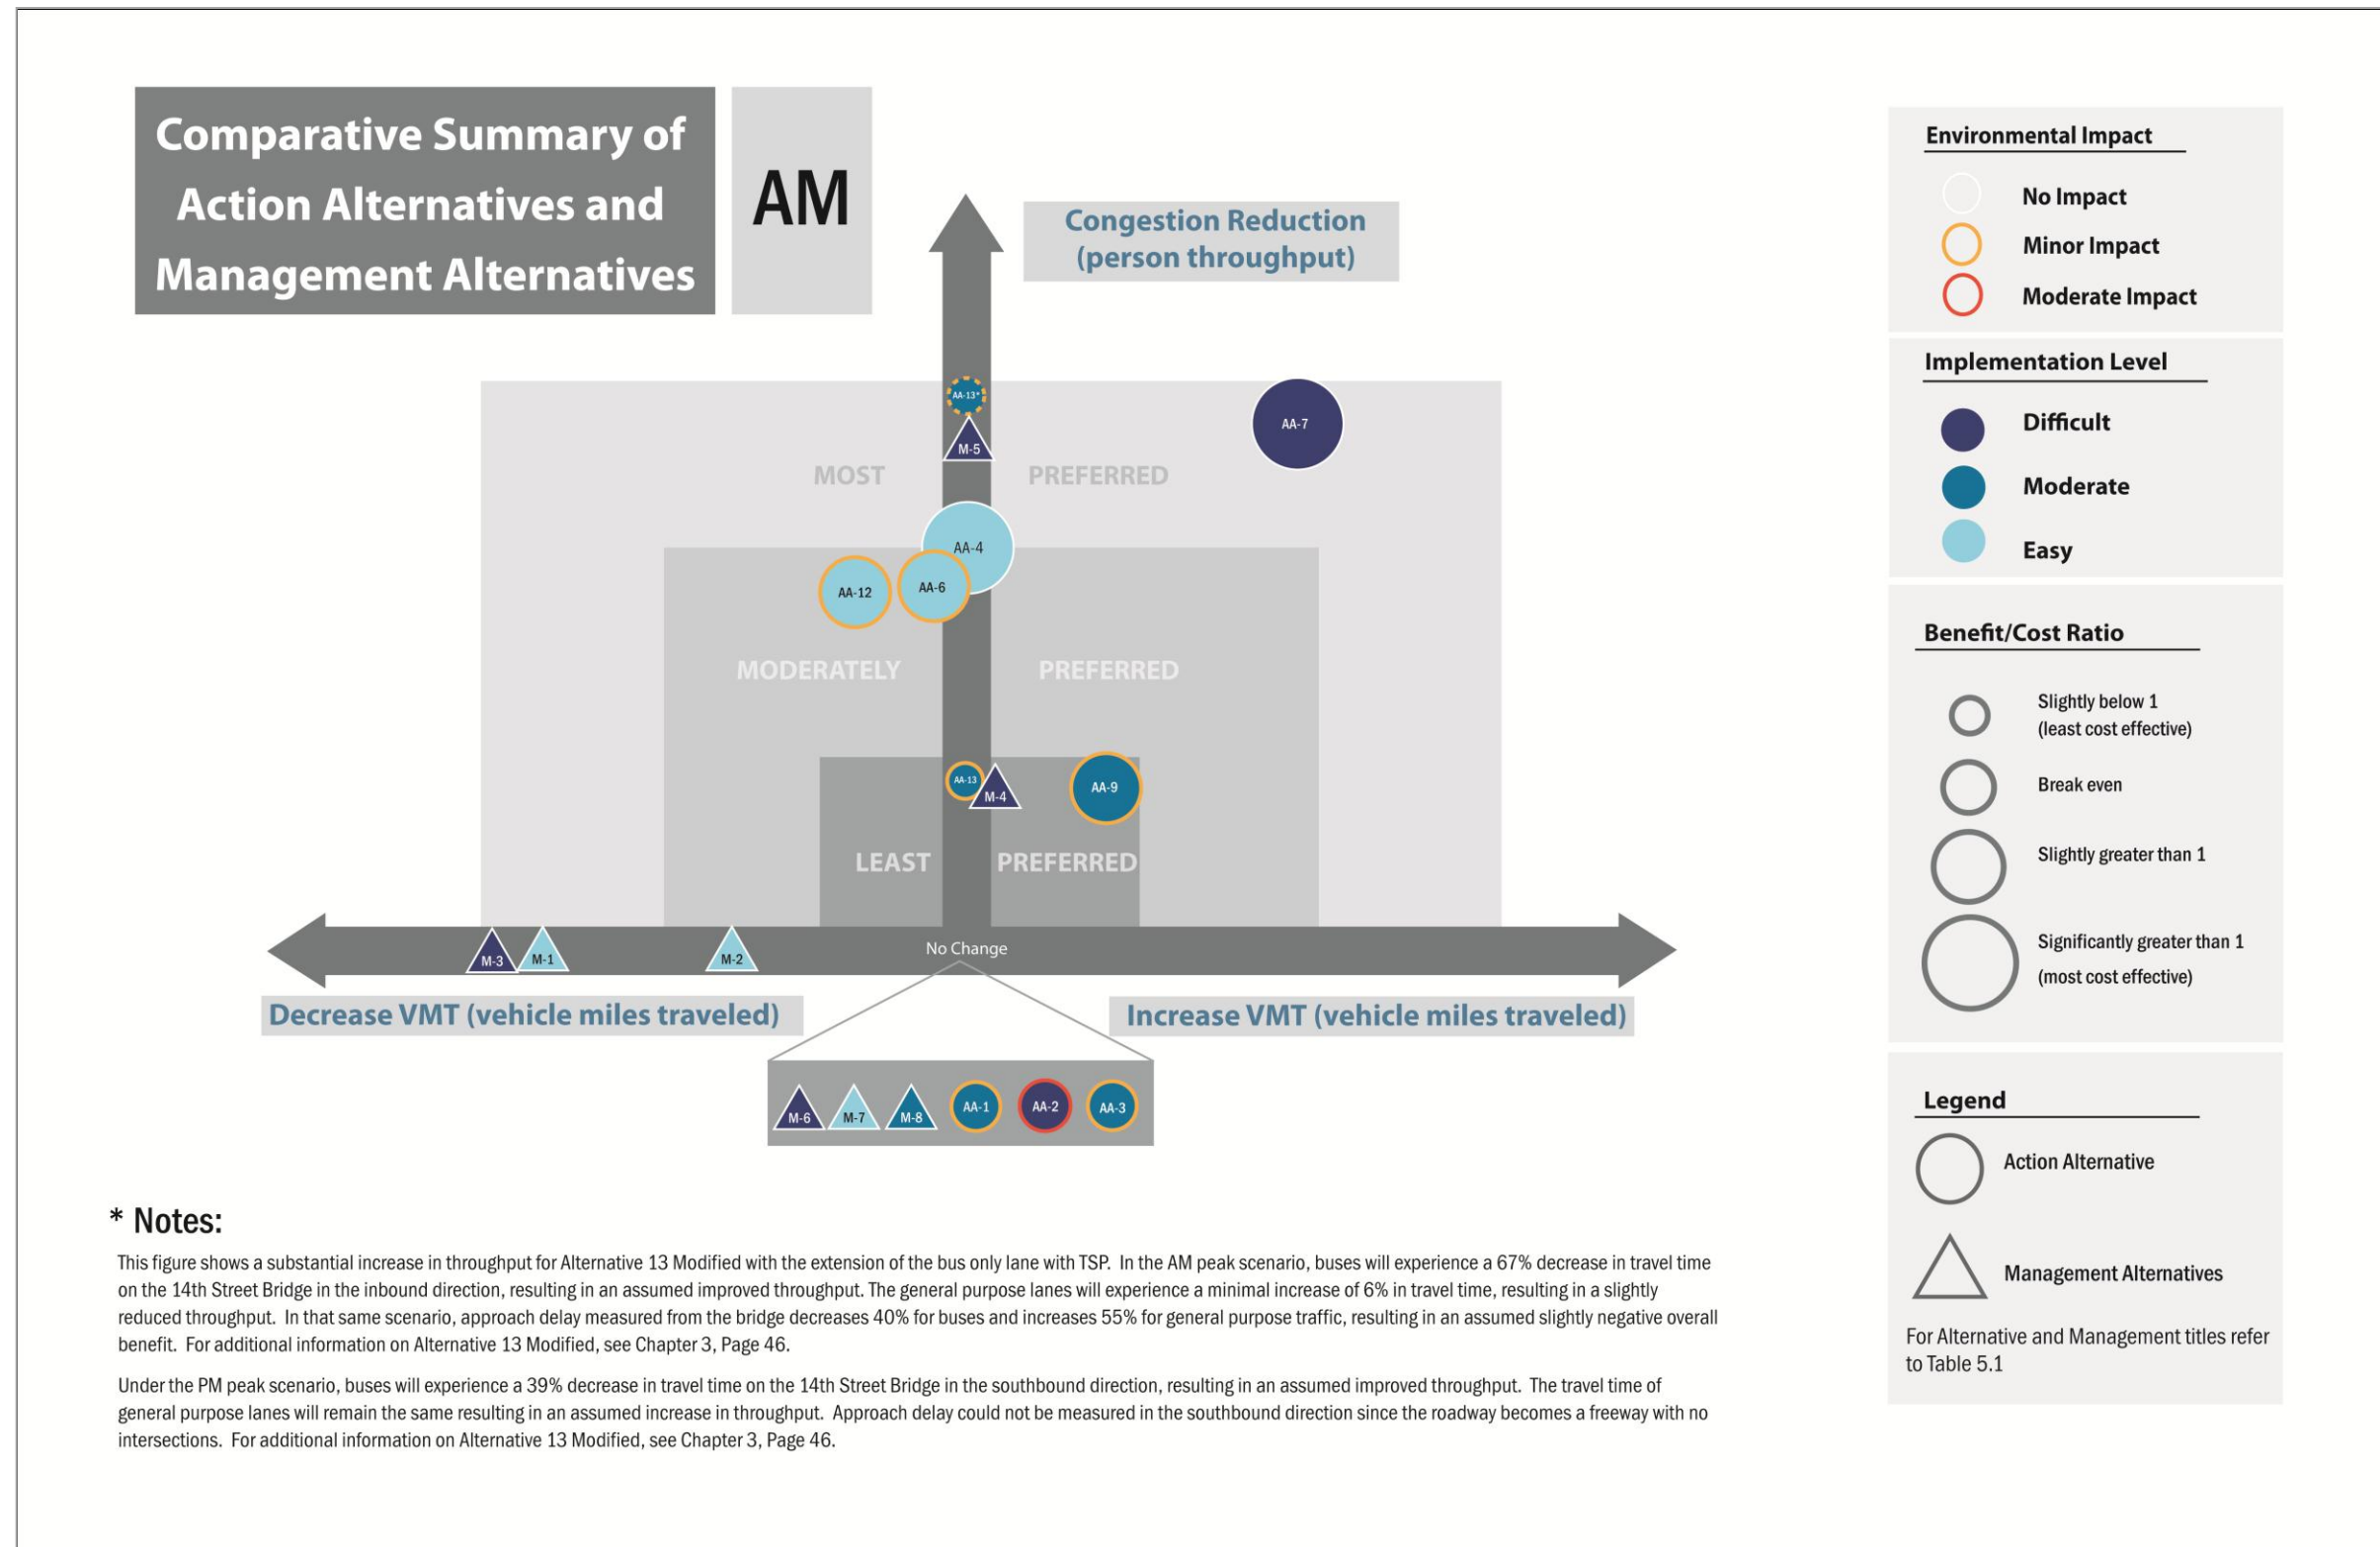 Comparative Summary of
Action Alternatives and
Management Alternatives
AM
Congestion Reduction
(person throughput)
AA-13*
M-5
AA-7
MOST PREFERRED
AA-4
AA-12
AA-6
MODERATELY PREFERRED
AA-13
M-4
AA-9
LEAST PREFERRED
M-3
M-1
M-2
No Change
Decrease VMT (vehicle miles traveled)
Increase VMT (vehicle miles traveled)
M-6
M-7
M-8
AA-1
AA-2
AA-3
Environmental Impact
No Impact
Minor Impact
Moderate Impact
Implementation Level
Difficult
Moderate
Easy
Benefit/Cost Ratio
Slightly below 1
(least cost effective)
Break even
Slightly greater than 1
Significantly greater than 1
(most cost effective)
Legend
Action Alternative
Management Alternatives
For Alternative and Management titles refer
to Table 5.1
* Notes:
This figure shows a substantial increase in throughput for Alternative 13 Modified with the extension of the bus only lane with TSP. In the AM peak scenario, buses will experience a 67% decrease in travel time
on the 14th Street Bridge in the inbound direction, resulting in an assumed improved throughput. The general purpose lanes will experience a minimal increase of 6% in travel time, resulting in a slightly
reduced throughput. In that same scenario, approach delay measured from the bridge decreases 40% for buses and increases 55% for general purpose traffic, resulting in an assumed slightly negative overall
benefit. For additional information on Alternative 13 Modified, see Chapter 3, Page 46.
Under the PM peak scenario, buses will experience a 39% decrease in travel time on the 14th Street Bridge in the southbound direction, resulting in an assumed improved throughput. The travel time of
general purpose lanes will remain the same resulting in an assumed increase in throughput. Approach delay could not be measured in the southbound direction since the roadway becomes a freeway with no
intersections. For additional information on Alternative 13 Modified, see Chapter 3, Page 46.